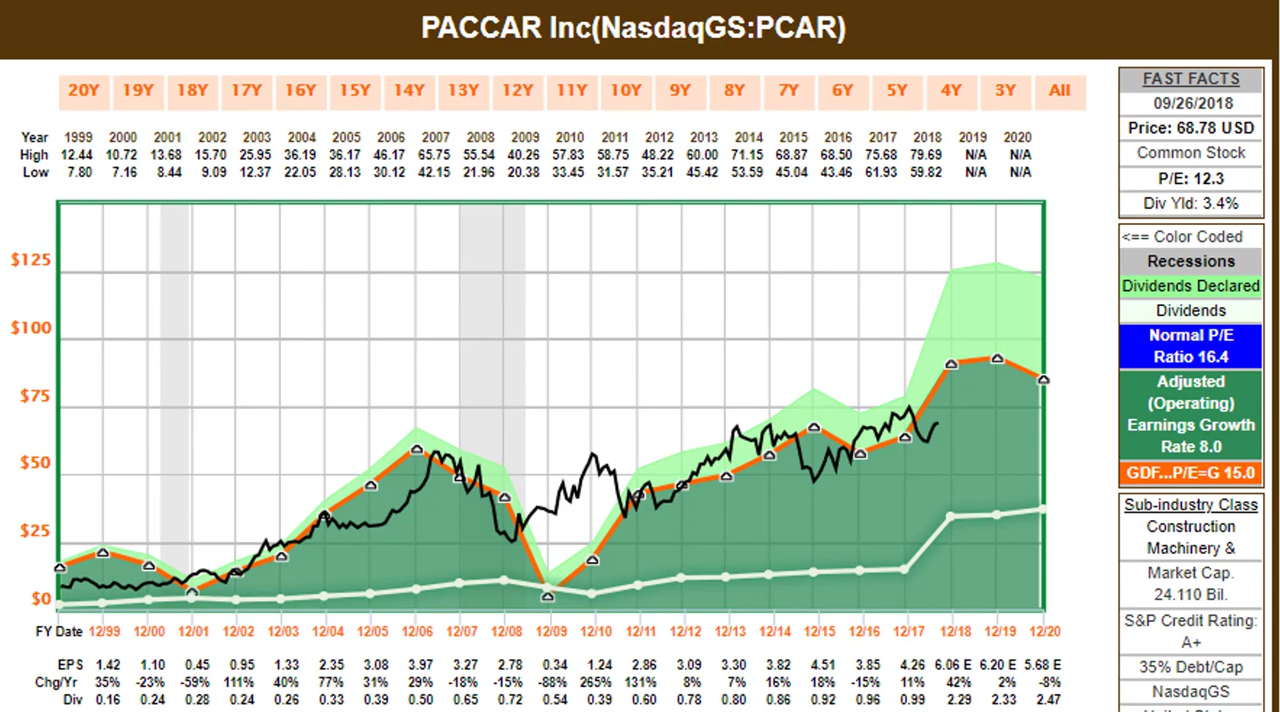 PACCAR Inc(NasdaqGS:PCAR)
20Y 19Y 18Y 17Y 16Y 15Y 14Y 13Y 12Y 11Y 10Y 9Y 8Y 7Y 6Y 5Y 4Y 3Y All
Year 1999 2000 2001 2002 2003 2004 2005 2006 2007 2008 2009 2010 2011 2012 2013 2014 2015 2016 2017 2018 2019 2020
High 12.44 10.72 13.68 15.70 25.95 36.19 36.17 46.17 65.75 55.54 40.26 57.83 58.75 48.22 60.00 71.15 68.87 68.50 75.68 79.69 N/A N/A
Low 7.80 7.16 8.44 9.09 12.37 22.05 28.13 30.12 42.15 21.96 20.38 33.45 31.57 35.21 45.42 53.59 45.04 43.46 61.93 59.82 N/A N/A
$125
$100
$75
$50
$25
$0
FY Date 12/99 12/00 12/01 12/02 12/03 12/04 12/05 12/06 12/07 12/08 12/09 12/10 12/11 12/12 12/13 12/14 12/15 12/16 12/17 12/18 12/19 12/20
EPS 1.42 1.10 0.45 0.95 1.33 2.35 3.08 3.97 3.27 2.78 0.34 1.24 2.86 3.09 3.30 3.82 4.51 3.85 4.26 6.06 E 6.20 E 5.68 E
Chg/Yr 35% -23% -59% 111% 40% 77% 31% 29% -18% -15% -88% 265% 131% 8% 7% 16% 18% -15% 11% 42% 2% -8%
Div 0.16 0.24 0.28 0.24 0.26 0.33 0.39 0.50 0.65 0.72 0.54 0.39 0.60 0.78 0.80 0.86 0.92 0.96 0.99 2.29 2.33 2.47
FAST FACTS
09/26/2018
Price: 68.78 USD
Common Stock
P/E: 12.3
Div Yld: 3.4%
<== Color Coded
Recessions
Dividends Declared
Dividends
Normal P/E
Ratio 16.4
Adjusted
(Operating)
Earnings Growth
Rate 8.0
GDF...P/E=G 15.0
Sub-industry Class
Construction
Machinery &
Market Cap.
24.110 Bil.
S&P Credit Rating:
A+
35% Debt/Cap
NasdaqGS